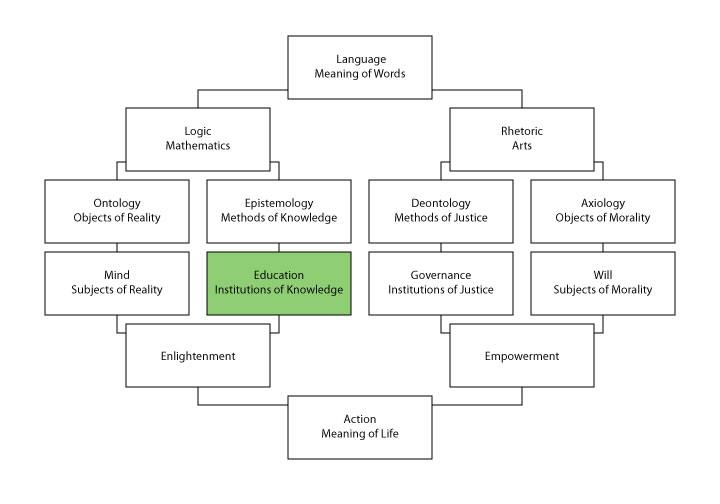 Language
Meaning of Words
Logic
Mathematics
Rhetoric
Arts
Ontology
Objects of Reality
Epistemology
Methods of Knowledge
Deontology
Methods of Justice
Axiology
Objects of Morality
Mind
Subjects of Reality
Education
Institutions of Knowledge
Governance
Institutions of Justice
Will
Subjects of Morality
Enlightenment
Empowerment
Action
Meaning of Life